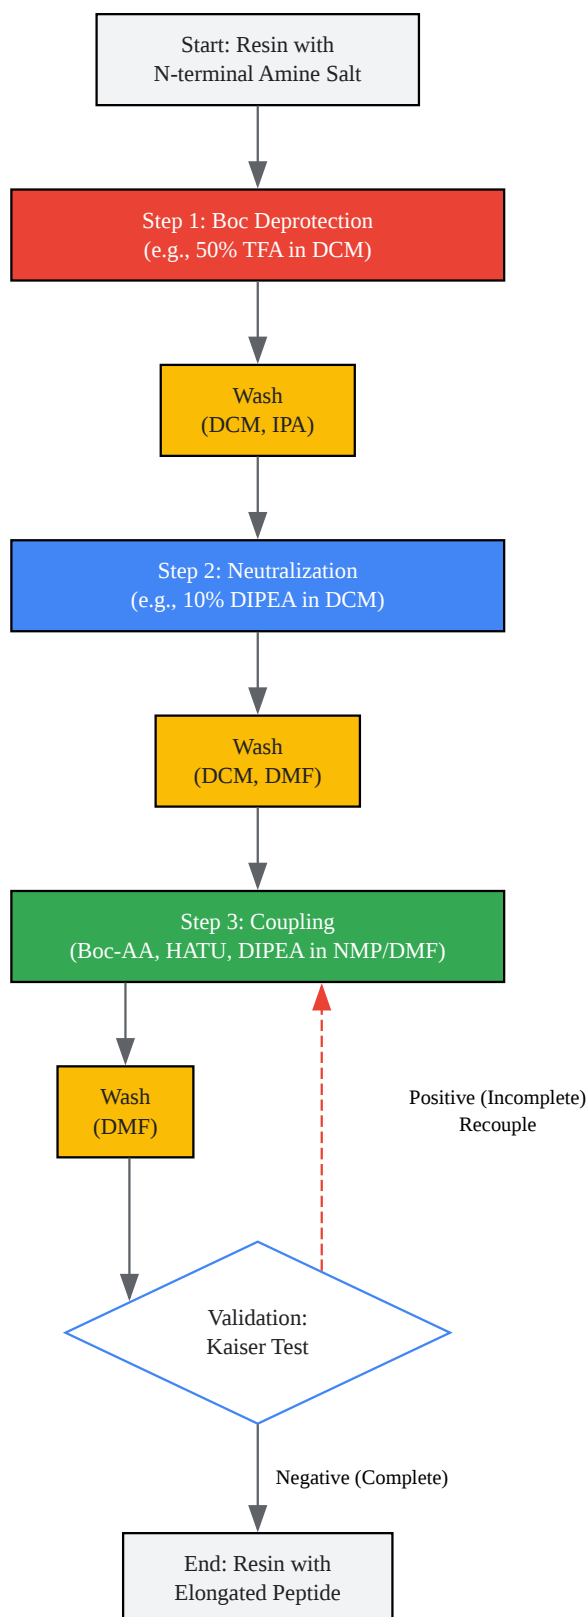 Start: Resin with
N-terminal Amine Salt
Step 1: Boc Deprotection
(e.g., 50% TFA in DCM)
Wash
(DCM, IPA)
Step 2: Neutralization
(e.g., 10% DIPEA in DCM)
Wash
(DCM, DMF)
Step 3: Coupling
(Boc-AA, HATU, DIPEA in NMP/DMF)
Wash
(DMF)
Positive (Incomplete)
Recouple
Validation:
Kaiser Test
Negative (Complete)
End: Resin with
Elongated Peptide